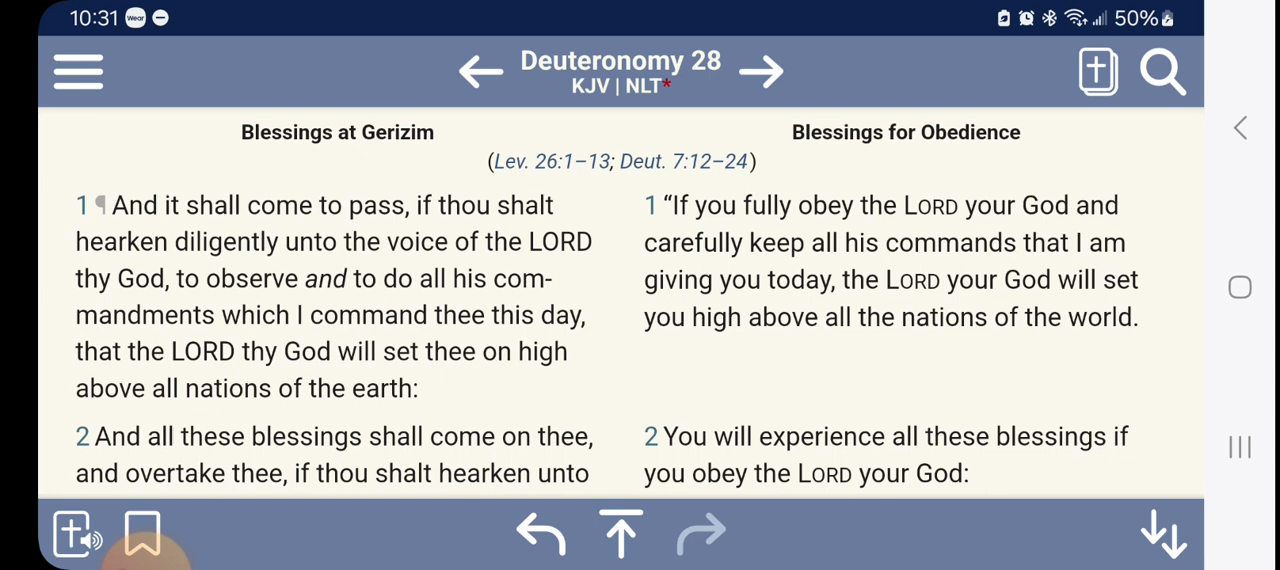 10:31 Wear 50%
Deuteronomy 28
KJV | NLT*
Blessings at Gerizim
Blessings for Obedience
(Lev. 26:1–13; Deut. 7:12–24)
1 ¶ And it shall come to pass, if thou shalt
hearken diligently unto the voice of the LORD
thy God, to observe and to do all his com-
mandments which I command thee this day,
that the LORD thy God will set thee on high
above all nations of the earth:
2 And all these blessings shall come on thee,
and overtake thee, if thou shalt hearken unto
1 “If you fully obey the LORD your God and
carefully keep all his commands that I am
giving you today, the LORD your God will set
you high above all the nations of the world.
2 You will experience all these blessings if
you obey the LORD your God: